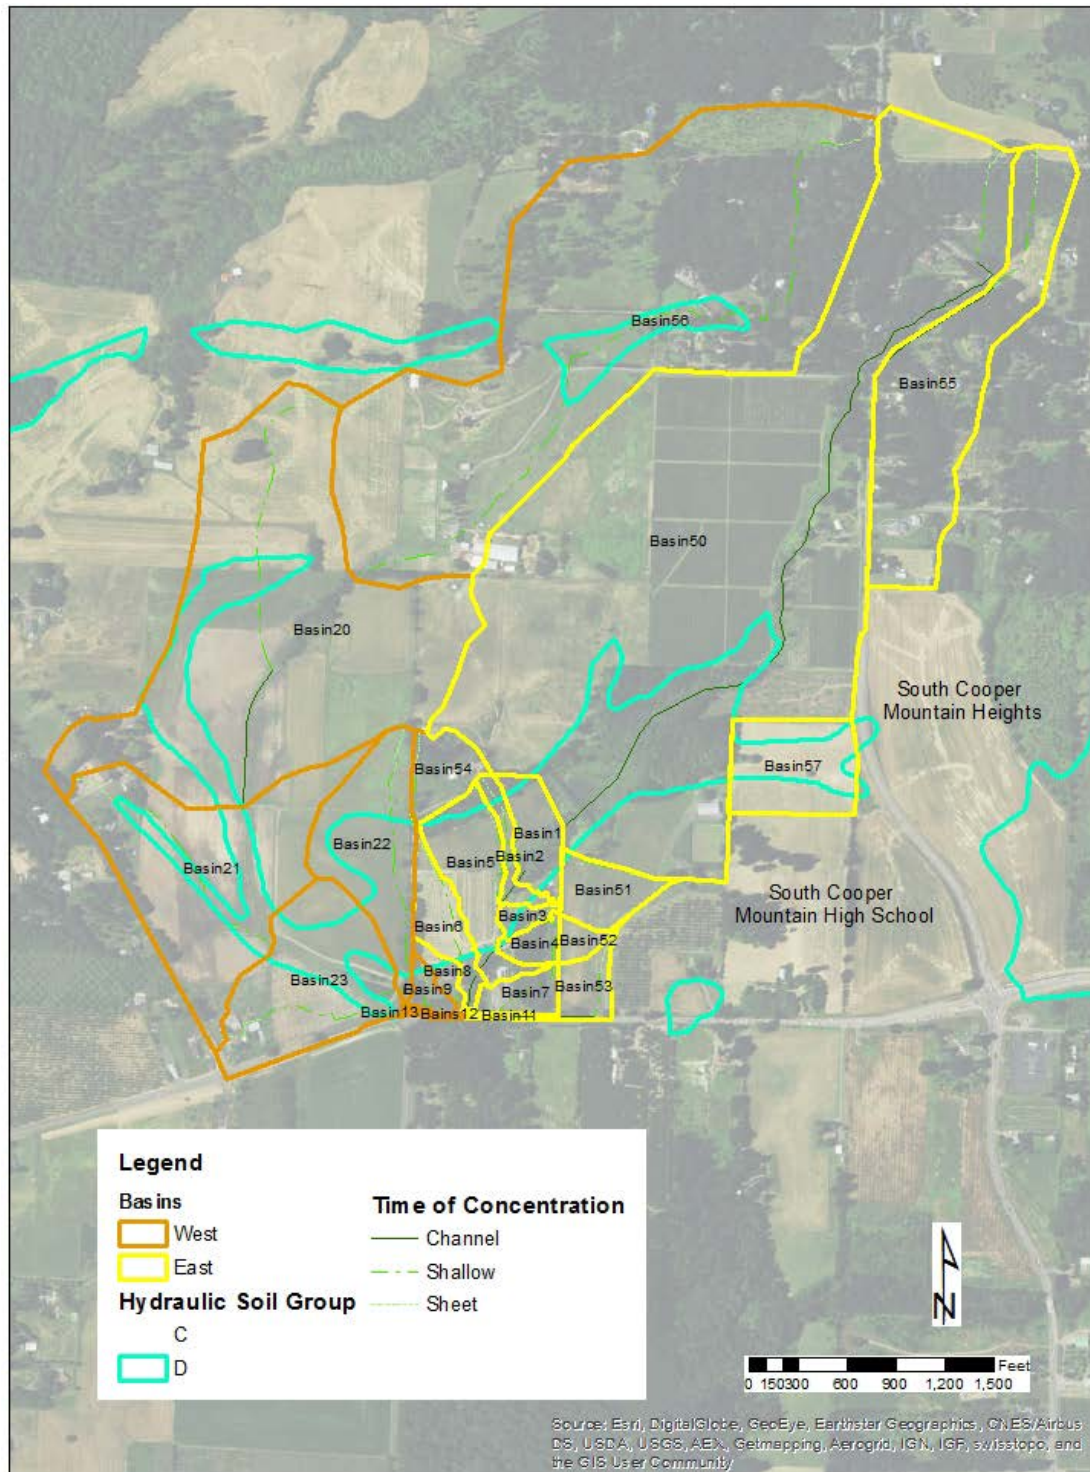 Basin56
Basin55
Basin50
Basin20
South Cooper
Mountain Heights
Basin54
Basin57
Basin1
Basin22
Basin5
Basin2
Basin21
Basin51
South Cooper
Mountain High School
Basin3
Basin6
Basin4
Basin52
Basin8
Basin23
Basin9
Basin7
Basin53
Basin13
Bains12
Basin11
Legend
Basins
West
East
Hydraulic Soil Group
C
D
Time of Concentration
Channel
Shallow
Sheet
N
Feet
0 150300 600 900 1,200 1,500
Source: Esri, DigitalGlobe, GeoEye, Earthstar Geographics, CNES/Airbus
DS, USDA, USGS, AEX, Getmapping, Aerogrid, IGN, IGP, swisstopo, and
the GIS User Community